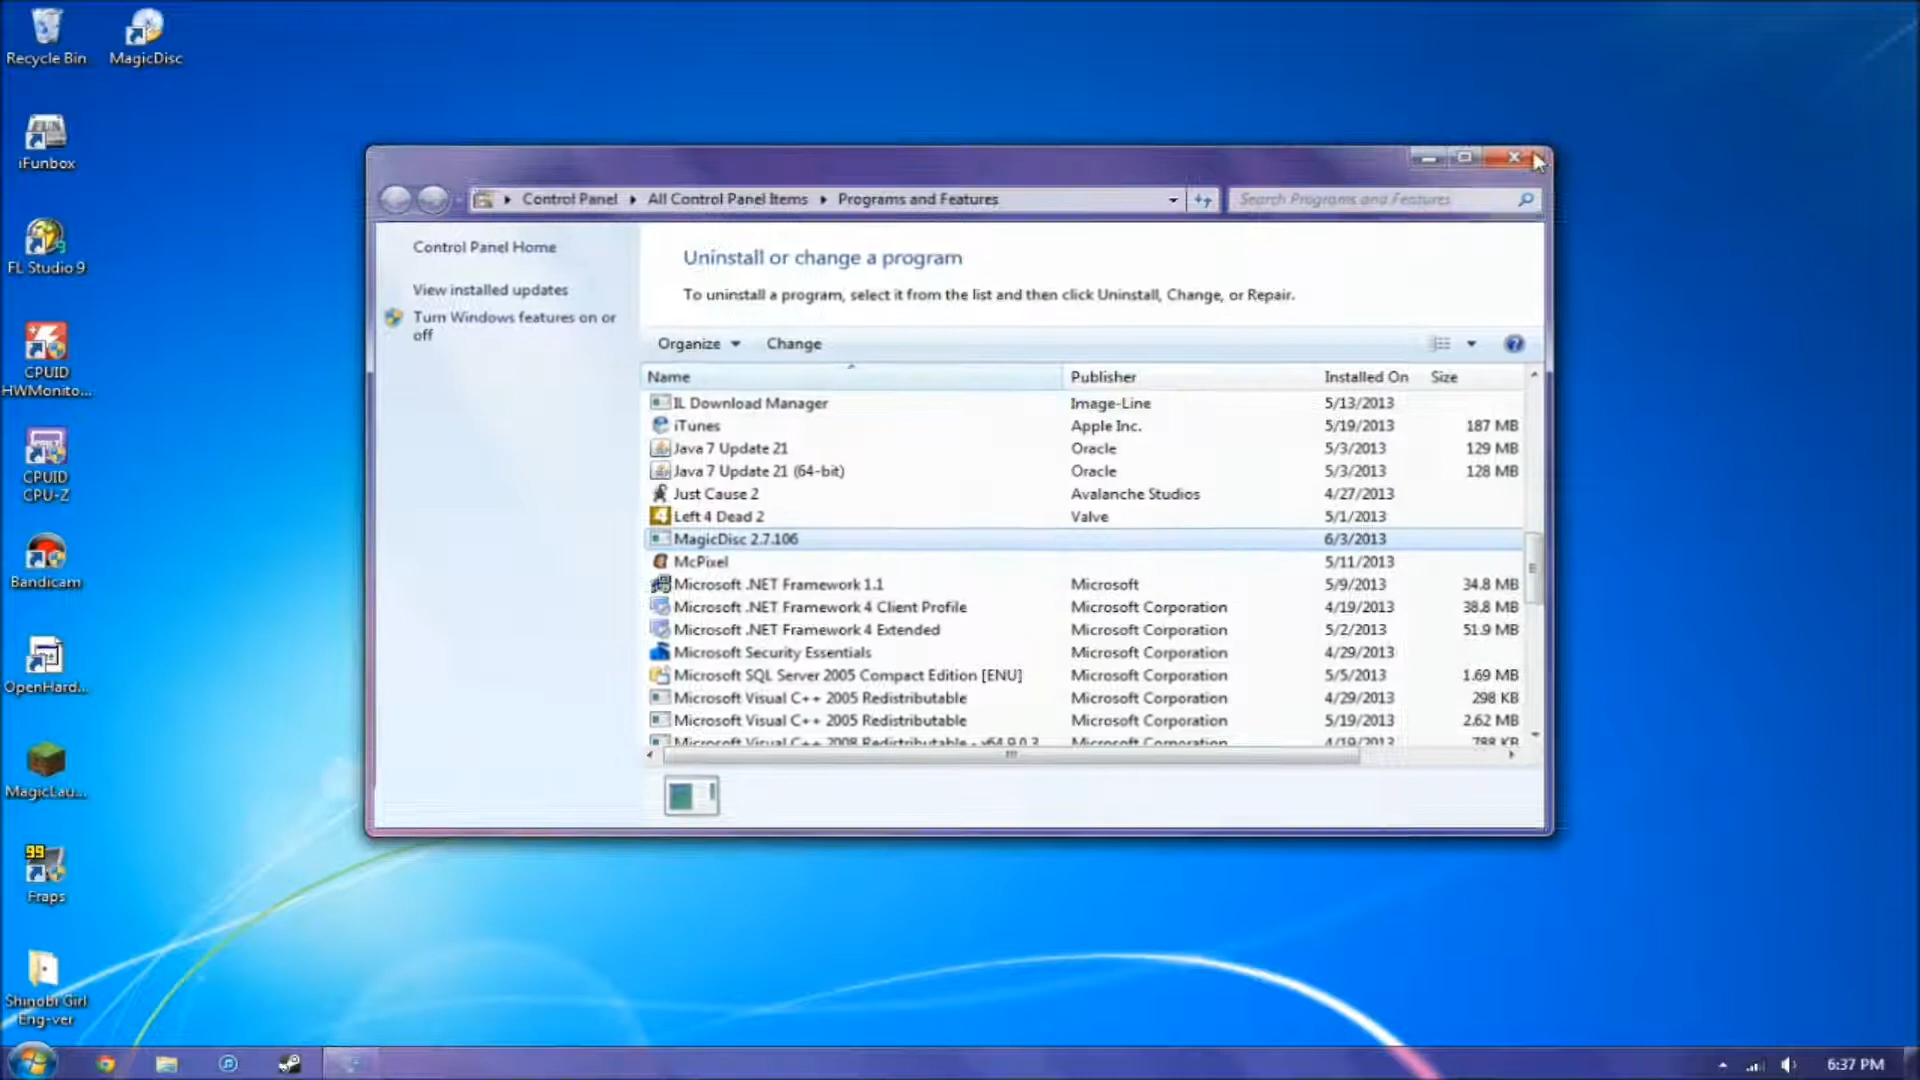 Recycle Bin
MagicDisc
iFunbox
FL Studio 9
CPUID
HWMonito...
CPUID
CPU-Z
Bandicam
OpenHard...
MagicLau...
99
Fraps
Shinobi Girl
Eng-ver
Control Panel
All Control Panel Items
Programs and Features
Search Programs and Features
Control Panel Home
View installed updates
Turn Windows features on or
off
Uninstall or change a program
To uninstall a program, select it from the list and then click Uninstall, Change, or Repair.
Organize Change
Name Publisher Installed On Size
IL Download Manager Image-Line 5/13/2013
iTunes Apple Inc. 5/19/2013 187 MB
Java 7 Update 21 Oracle 5/3/2013 129 MB
Java 7 Update 21 (64-bit) Oracle 5/3/2013 128 MB
Just Cause 2 Avalanche Studios 4/27/2013
Left 4 Dead 2 Valve 5/1/2013
MagicDisc 2.7.106 6/3/2013
McPixel 5/11/2013
Microsoft .NET Framework 1.1 Microsoft 5/9/2013 34.8 MB
Microsoft .NET Framework 4 Client Profile Microsoft Corporation 4/19/2013 38.8 MB
Microsoft .NET Framework 4 Extended Microsoft Corporation 5/2/2013 51.9 MB
Microsoft Security Essentials Microsoft Corporation 4/29/2013
Microsoft SQL Server 2005 Compact Edition [ENU] Microsoft Corporation 5/5/2013 1.69 MB
Microsoft Visual C++ 2005 Redistributable Microsoft Corporation 4/29/2013 298 KB
Microsoft Visual C++ 2005 Redistributable Microsoft Corporation 5/19/2013 2.62 MB
Microsoft Visual C++ 2008 Redistributable - x64 9.0.3 Microsoft Corporation 4/19/2013 788 KB
6:37 PM